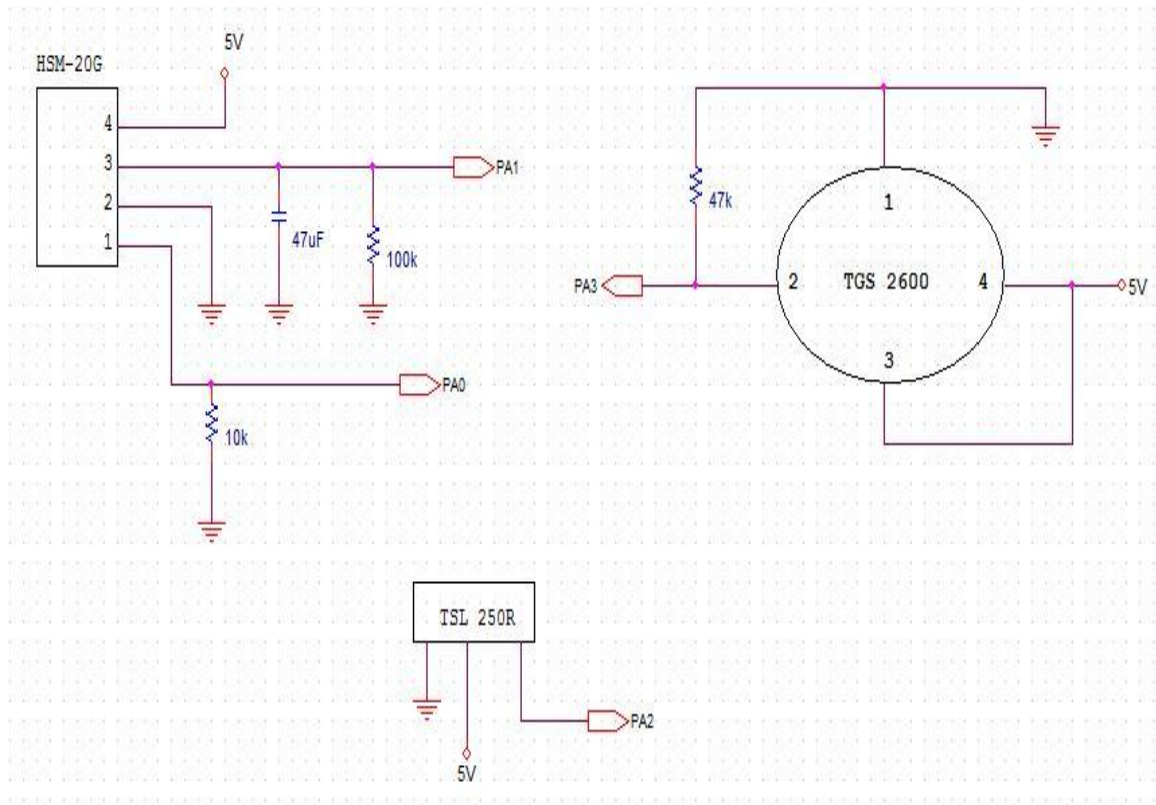 HSM-20G
5V
4
3
2
1
PA1
47uF
100k
PA0
10k
47k
1
PA3
2
TGS 2600
4
5V
3
TSL 250R
PA2
5V